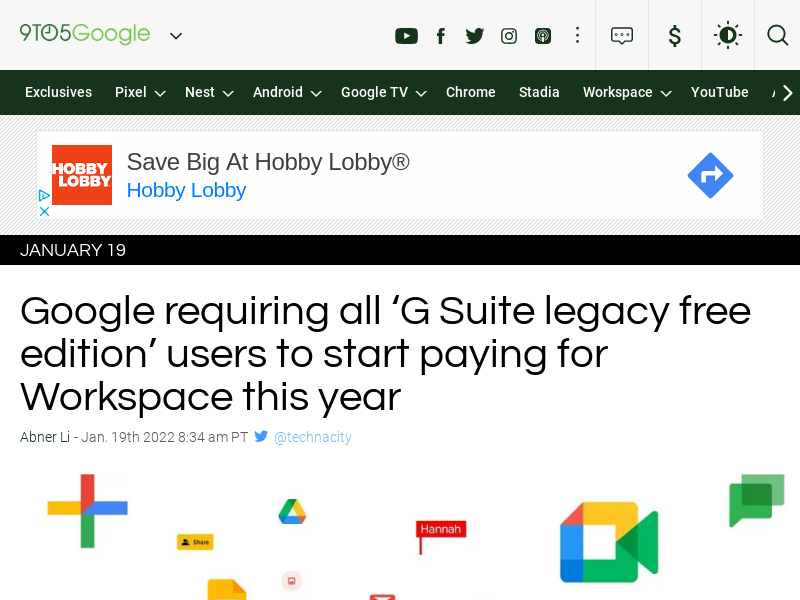 9TO5Google
$
Exclusives Pixel Nest Android Google TV Chrome Stadia Workspace YouTube
HOBBY
LOBBY
Save Big At Hobby Lobby®
Hobby Lobby
JANUARY 19
Google requiring all ‘G Suite legacy free
edition’ users to start paying for
Workspace this year
Abner Li - Jan. 19th 2022 8:34 am PT @technacity
Hannah
Share